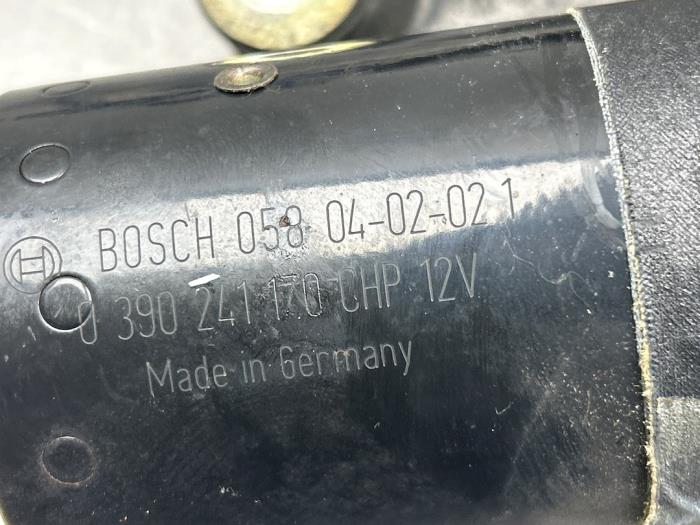 BOSCH 058 04-02-02 1
0 390 241 170 CHP 12V
Made in Germany